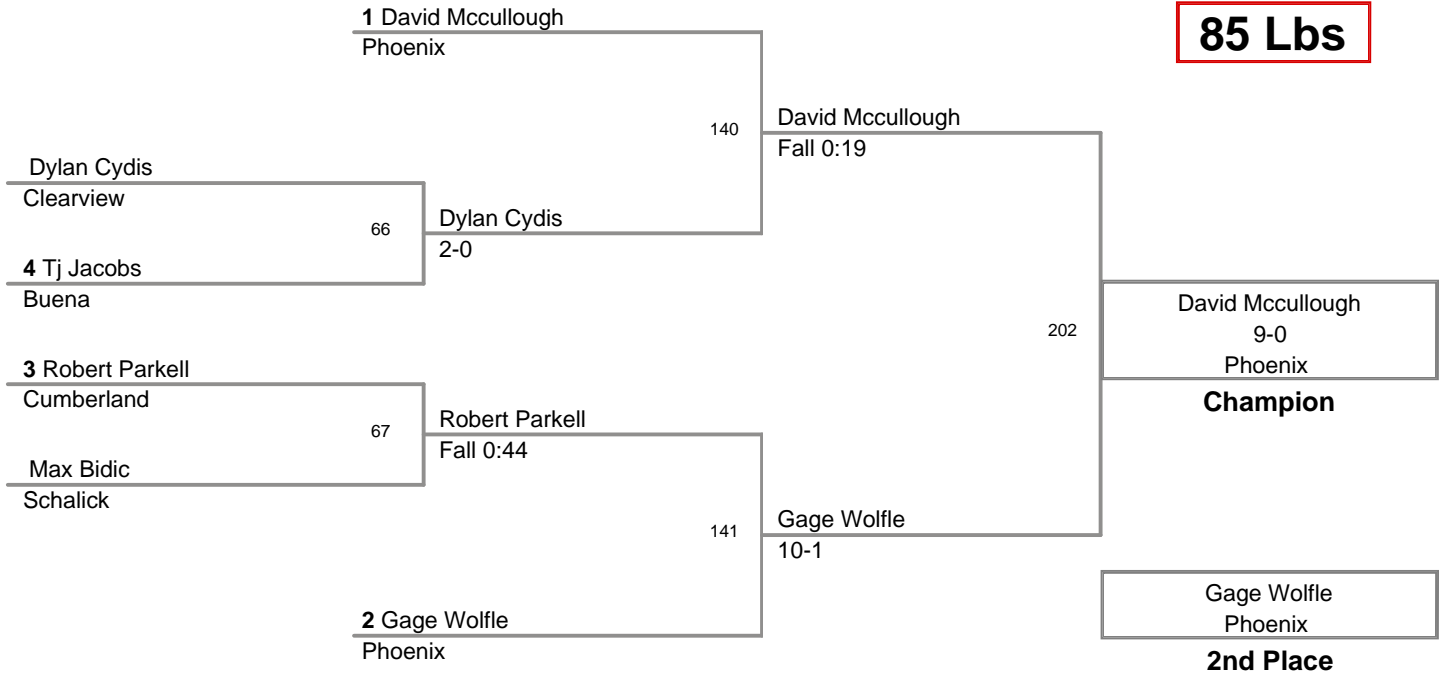 1 David Mccullough
Phoenix
85 Lbs
140
David Mccullough
Fall 0:19
Dylan Cydis
Clearview
66
Dylan Cydis
2-0
4 Tj Jacobs
Buena
202
David Mccullough
9-0
Phoenix
Champion
3 Robert Parkell
Cumberland
67
Robert Parkell
Fall 0:44
Max Bidic
Schalick
141
Gage Wolfle
10-1
2 Gage Wolfle
Phoenix
Gage Wolfle
Phoenix
2nd Place